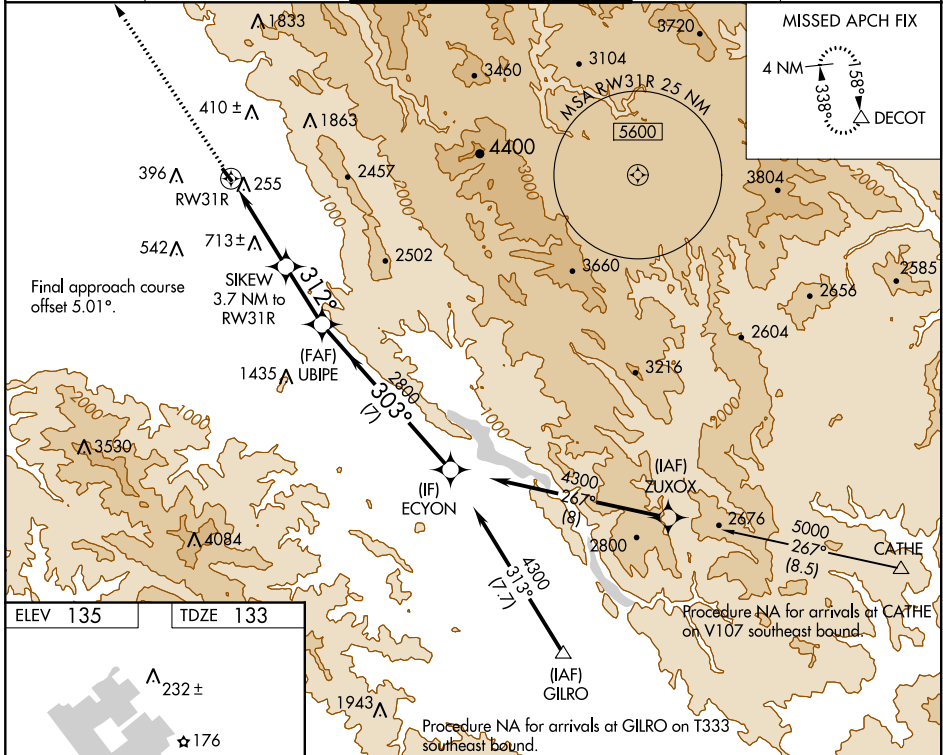 1833
3720
MISSED APCH FIX
3104
3460
4 NM
158°
338°
DECOT
MSA RW31R 25 NM
5600
410 ±
1863
1000
4400
3000
396
255
RW31R
2457
3804
542
713 ±
2502
3660
2585
2656
SIKEW
3.7 NM to
RW31R
312°
Final approach course
offset 5.01°.
2604
(FAF)
UBIPE
1435
2800
303°
(7)
1000
3216
2000
2000
1000
3530
(IF)
ECYON
4300
267°
(8)
(IAF)
ZUXOX
2676
5000
267°
(8.5)
CATHE
2800
4084
4300
313°
(7.7)
Procedure NA for arrivals at CATHE
on V107 southeast bound.
ELEV 135
TDZE 133
232 ±
176
(IAF)
GILRO
1943
Procedure NA for arrivals at GILRO on T333
southeast bound.